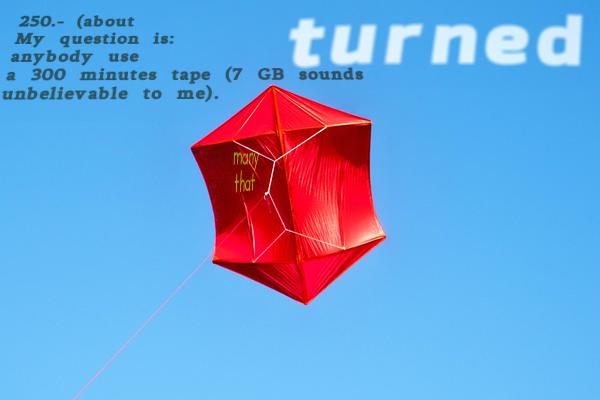 250.- (about
My question is:
anybody use
a 300 minutes tape (7 GB sounds
unbelievable to me).
turned
many
that